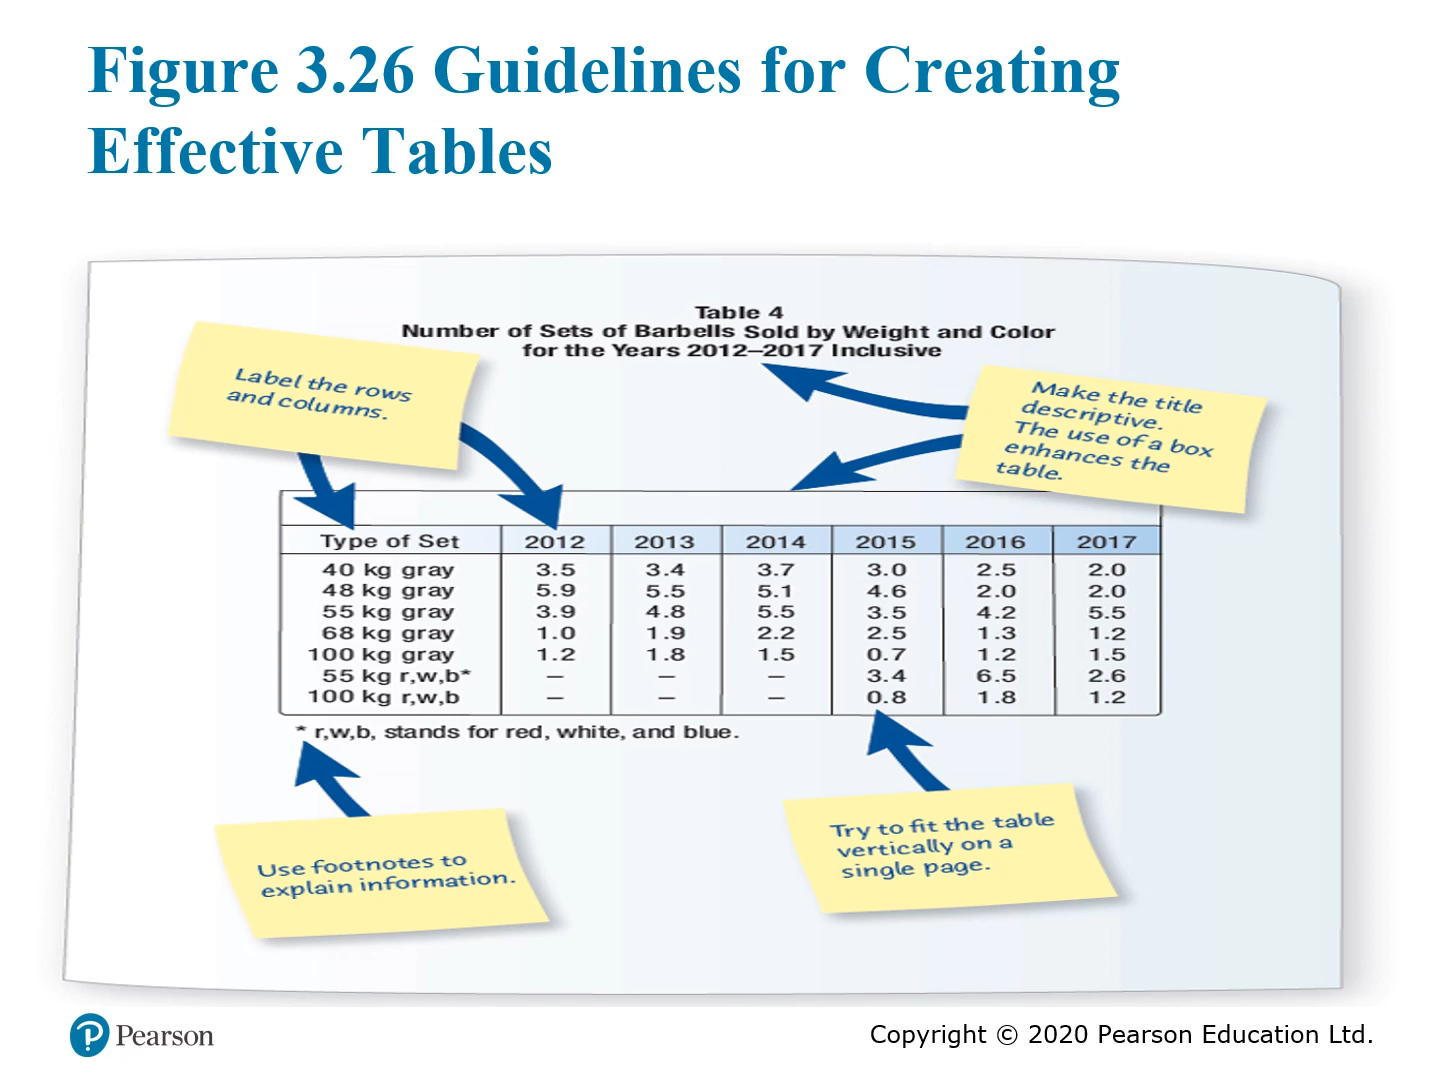 Figure 3.26 Guidelines for Creating
Effective Tables
Table 4
Number of Sets of Barbells Sold by Weight and Color
for the Years 2012–2017 Inclusive
Label the rows
and columns.
Make the title
descriptive.
The use of a box
enhances the
table.
Type of Set 2012 2013 2014 2015 2016 2017
40 kg gray 3.5 3.4 3.7 3.0 2.5 2.0
48 kg gray 5.9 5.5 5.1 4.6 2.0 2.0
55 kg gray 3.9 4.8 5.5 3.5 4.2 5.5
68 kg gray 1.0 1.9 2.2 2.5 1.3 1.2
100 kg gray 1.2 1.8 1.5 0.7 1.2 1.5
55 kg r,w,b* – – – 3.4 6.5 2.6
100 kg r,w,b – – – 0.8 1.8 1.2
* r,w,b, stands for red, white, and blue.
Use footnotes to
explain information.
Try to fit the table
vertically on a
single page.
P Pearson
Copyright © 2020 Pearson Education Ltd.